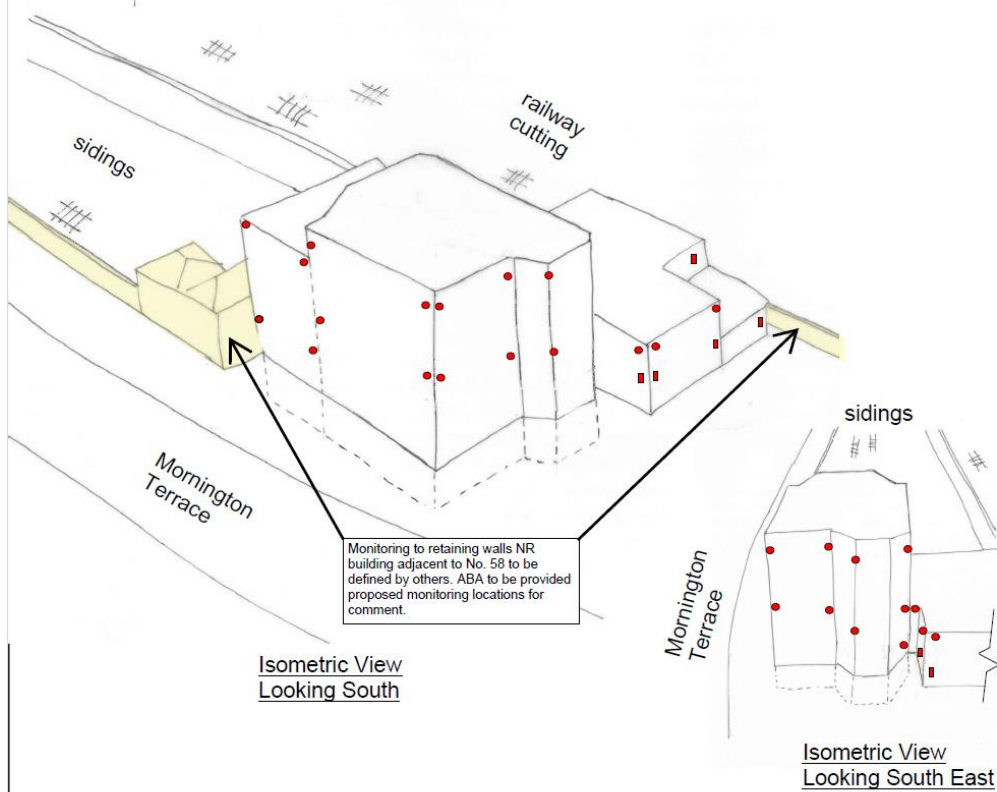 railway
cutting
sidings
Mornington
Terrace
Monitoring to retaining walls NR
building adjacent to No. 58 to be
defined by others. ABA to be provided
proposed monitoring locations for
comment.
Isometric View
Looking South
sidings
Mornington
Terrace
Isometric View
Looking South East